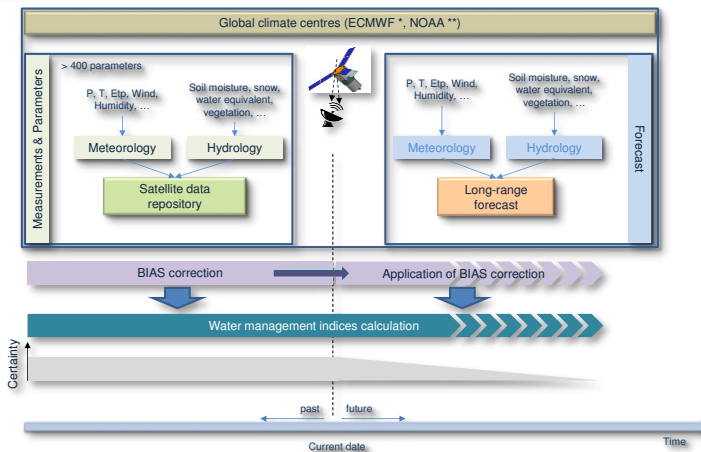 Global climate centres (ECMWF *, NOAA **)
Measurements & Parameters
> 400 parameters
P, T, Etp, Wind,
Humidity, …
Soil moisture, snow,
water equivalent,
vegetation, …
Meteorology
Hydrology
Satellite data
repository
P, T, Etp, Wind,
Humidity, …
Soil moisture, snow,
water equivalent,
vegetation, …
Meteorology
Hydrology
Long-range
forecast
Forecast
BIAS correction
Application of BIAS correction
Water management indices calculation
Certainty
past
future
Current date
Time